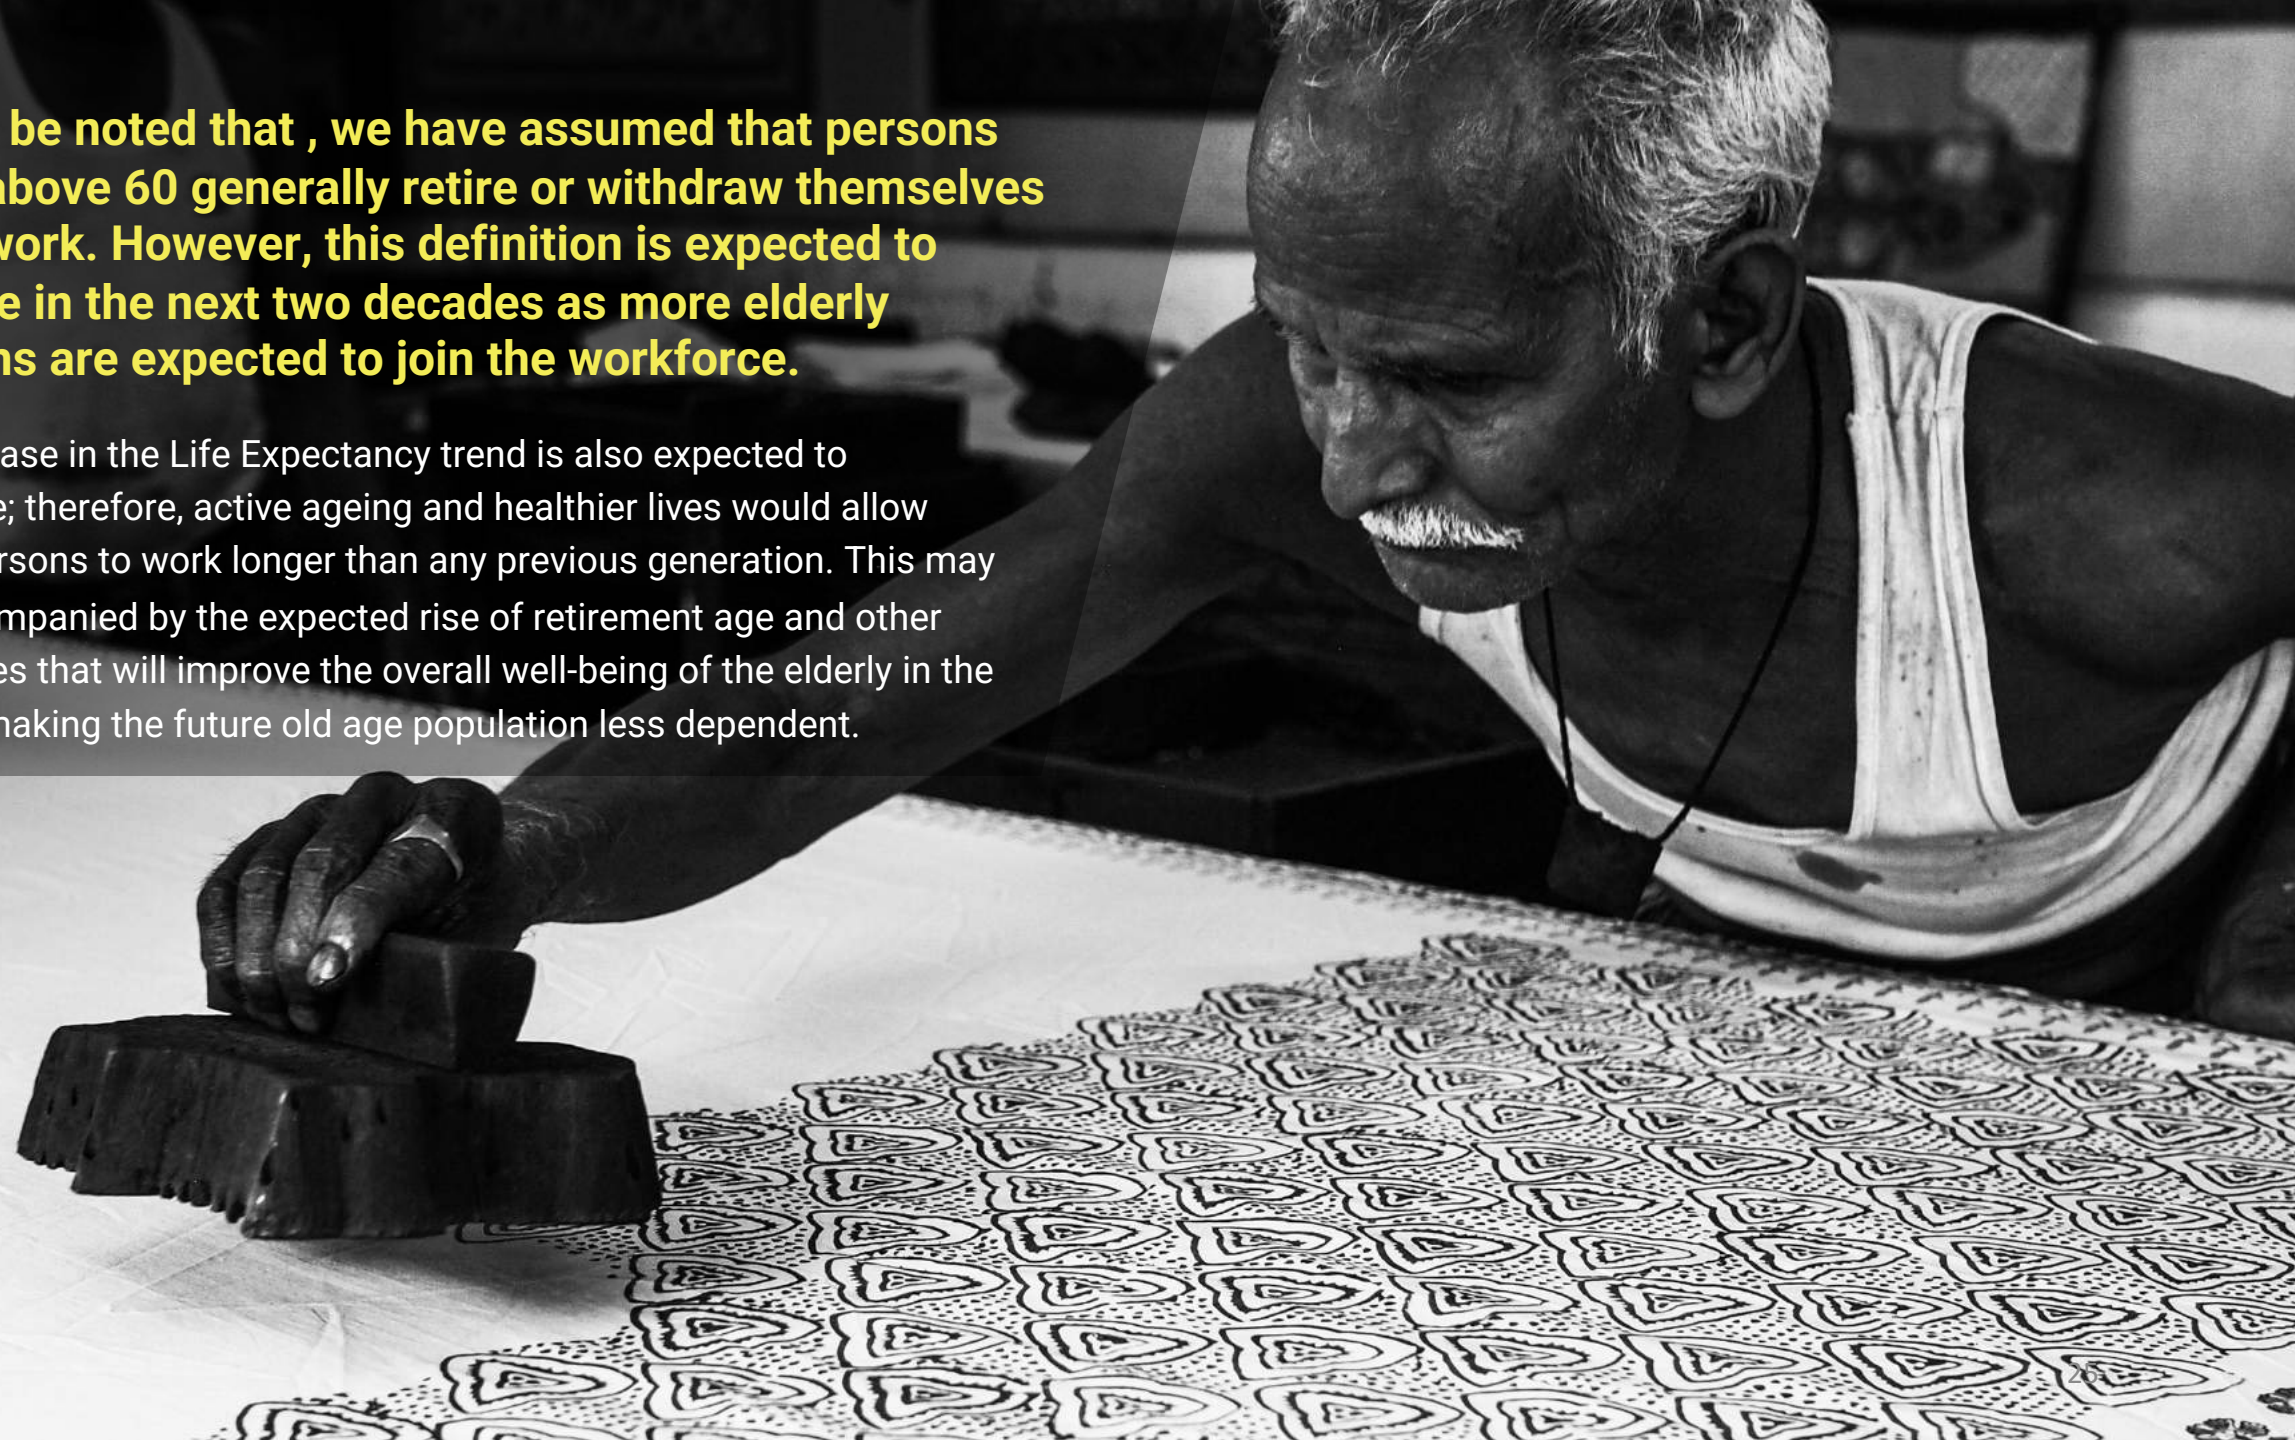 be noted that , we have assumed that persons
above 60 generally retire or withdraw themselves
work. However, this definition is expected to
e in the next two decades as more elderly
ns are expected to join the workforce.
ase in the Life Expectancy trend is also expected to
e; therefore, active ageing and healthier lives would allow
rsons to work longer than any previous generation. This may
mpanied by the expected rise of retirement age and other
es that will improve the overall well-being of the elderly in the
making the future old age population less dependent.
25